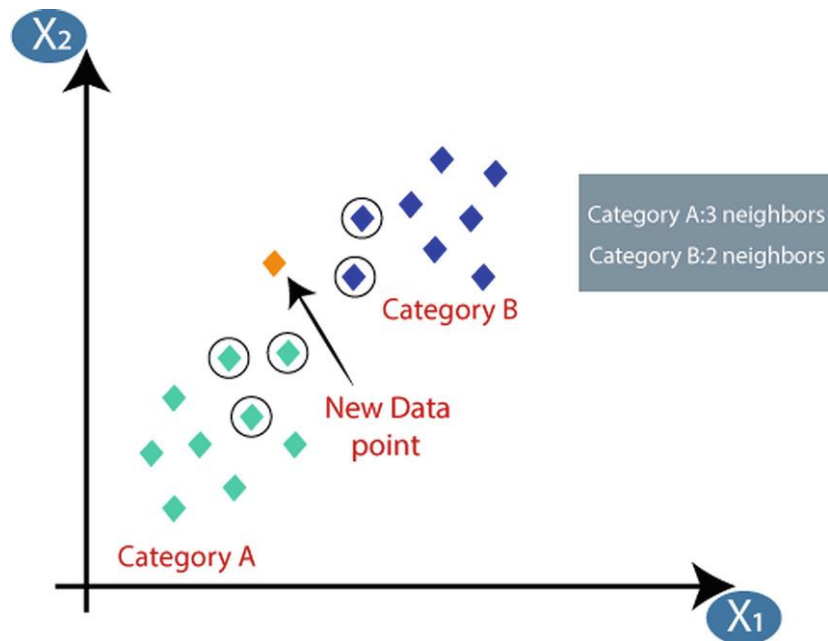 X2
Category A:3 neighbors
Category B:2 neighbors
Category B
New Data
point
Category A
X1